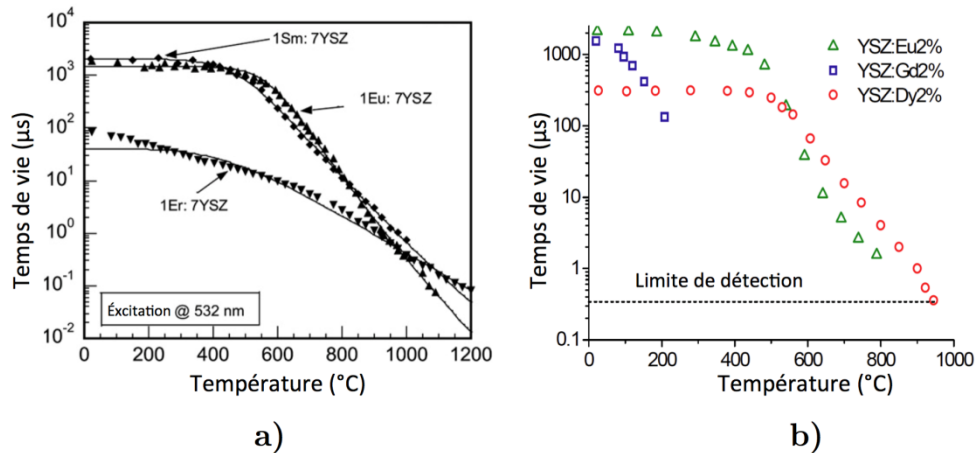 Temps de vie (µs)
10⁴
10³
10²
10¹
10⁰
10⁻¹
10⁻²
1Sm: 7YSZ
1Eu: 7YSZ
1Er: 7YSZ
Éxcitation @ 532 nm
0 200 400 600 800 1000 1200
Température (°C)
a)
Temps de vie (µs)
1000
100
10
1
0.1
YSZ:Eu2%
YSZ:Gd2%
YSZ:Dy2%
Limite de détection
0 200 400 600 800 1000
Température (°C)
b)